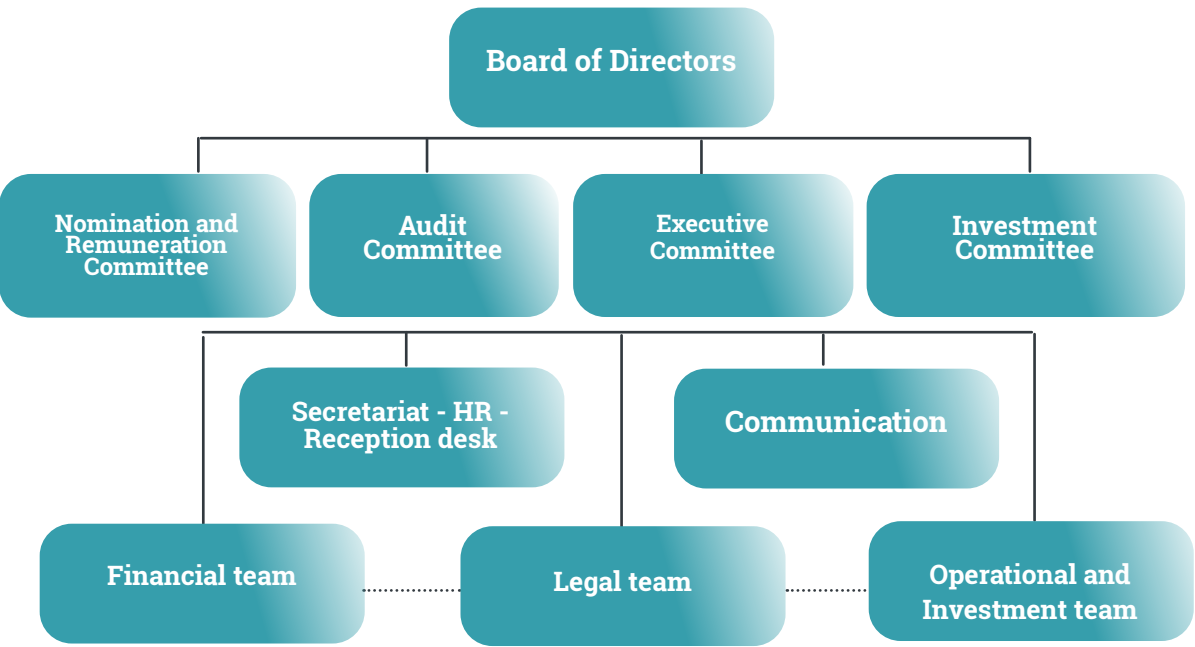 Board of Directors
Nomination and
Remuneration
Committee
Audit
Committee
Executive
Committee
Investment
Committee
Secretariat - HR -
Reception desk
Communication
Financial team
Legal team
Operational and
Investment team